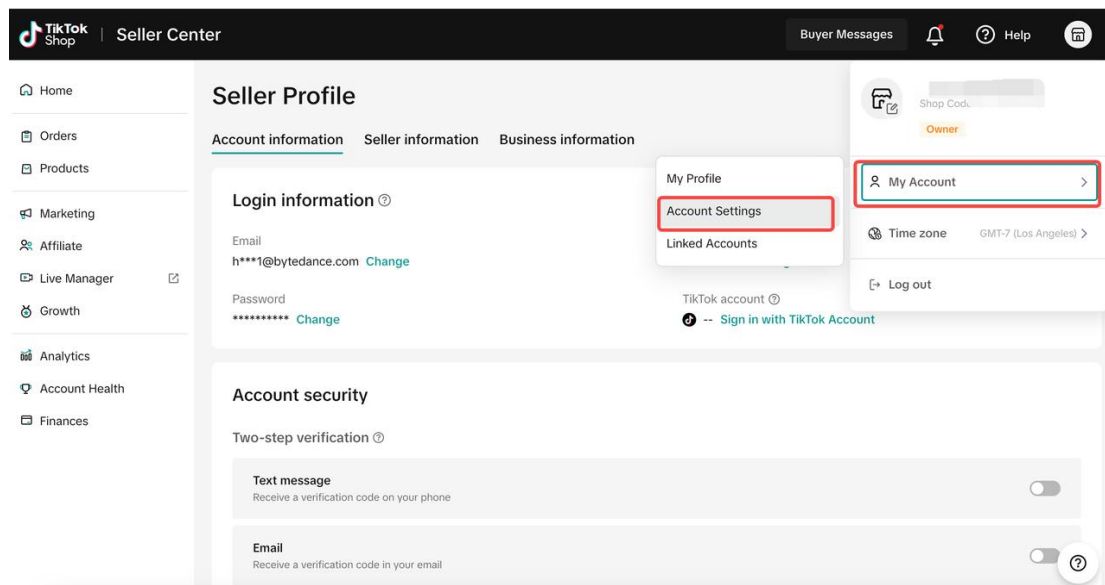 TikTok
Shop
Seller Center
Buyer Messages
Help
Home
Orders
Products
Marketing
Affiliate
Live Manager
Growth
Analytics
Account Health
Finances
Seller Profile
Account information
Seller information
Business information
Login information
Email
h***1@bytedance.com Change
Password
********** Change
TikTok account
-- Sign in with TikTok Account
Account security
Two-step verification
Text message
Receive a verification code on your phone
Email
Receive a verification code in your email
My Profile
Account Settings
Linked Accounts
Shop
Owner
My Account
Time zone GMT-7 (Los Angeles)
Log out